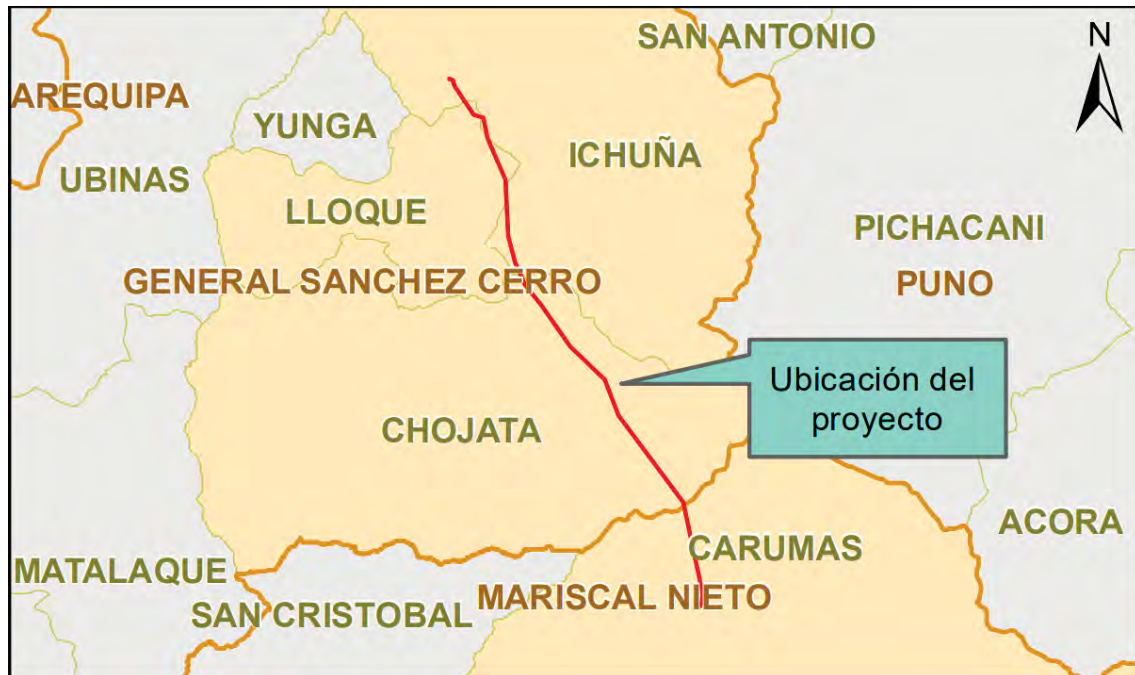 SAN ANTONIO
N
AREQUIPA
YUNGA
ICHUÑA
UBINAS
LLOQUE
PICHACANI
GENERAL SANCHEZ CERRO
PUNO
Ubicación del
proyecto
CHOJATA
ACORA
CARUMAS
MATALAQUE
MARISCAL NIETO
SAN CRISTOBAL